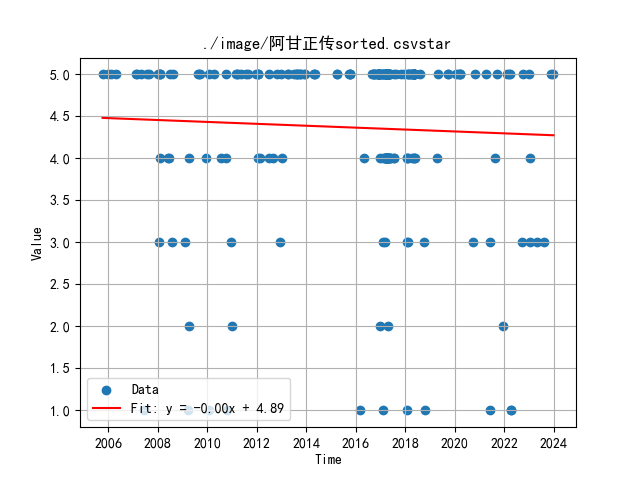 ./image/阿甘正传sorted.csvstar
Value
5.0
4.5
4.0
3.5
3.0
2.5
2.0
1.5
1.0
Data
Fit: y = -0.00x + 4.89
2006 2008 2010 2012 2014 2016 2018 2020 2022 2024
Time